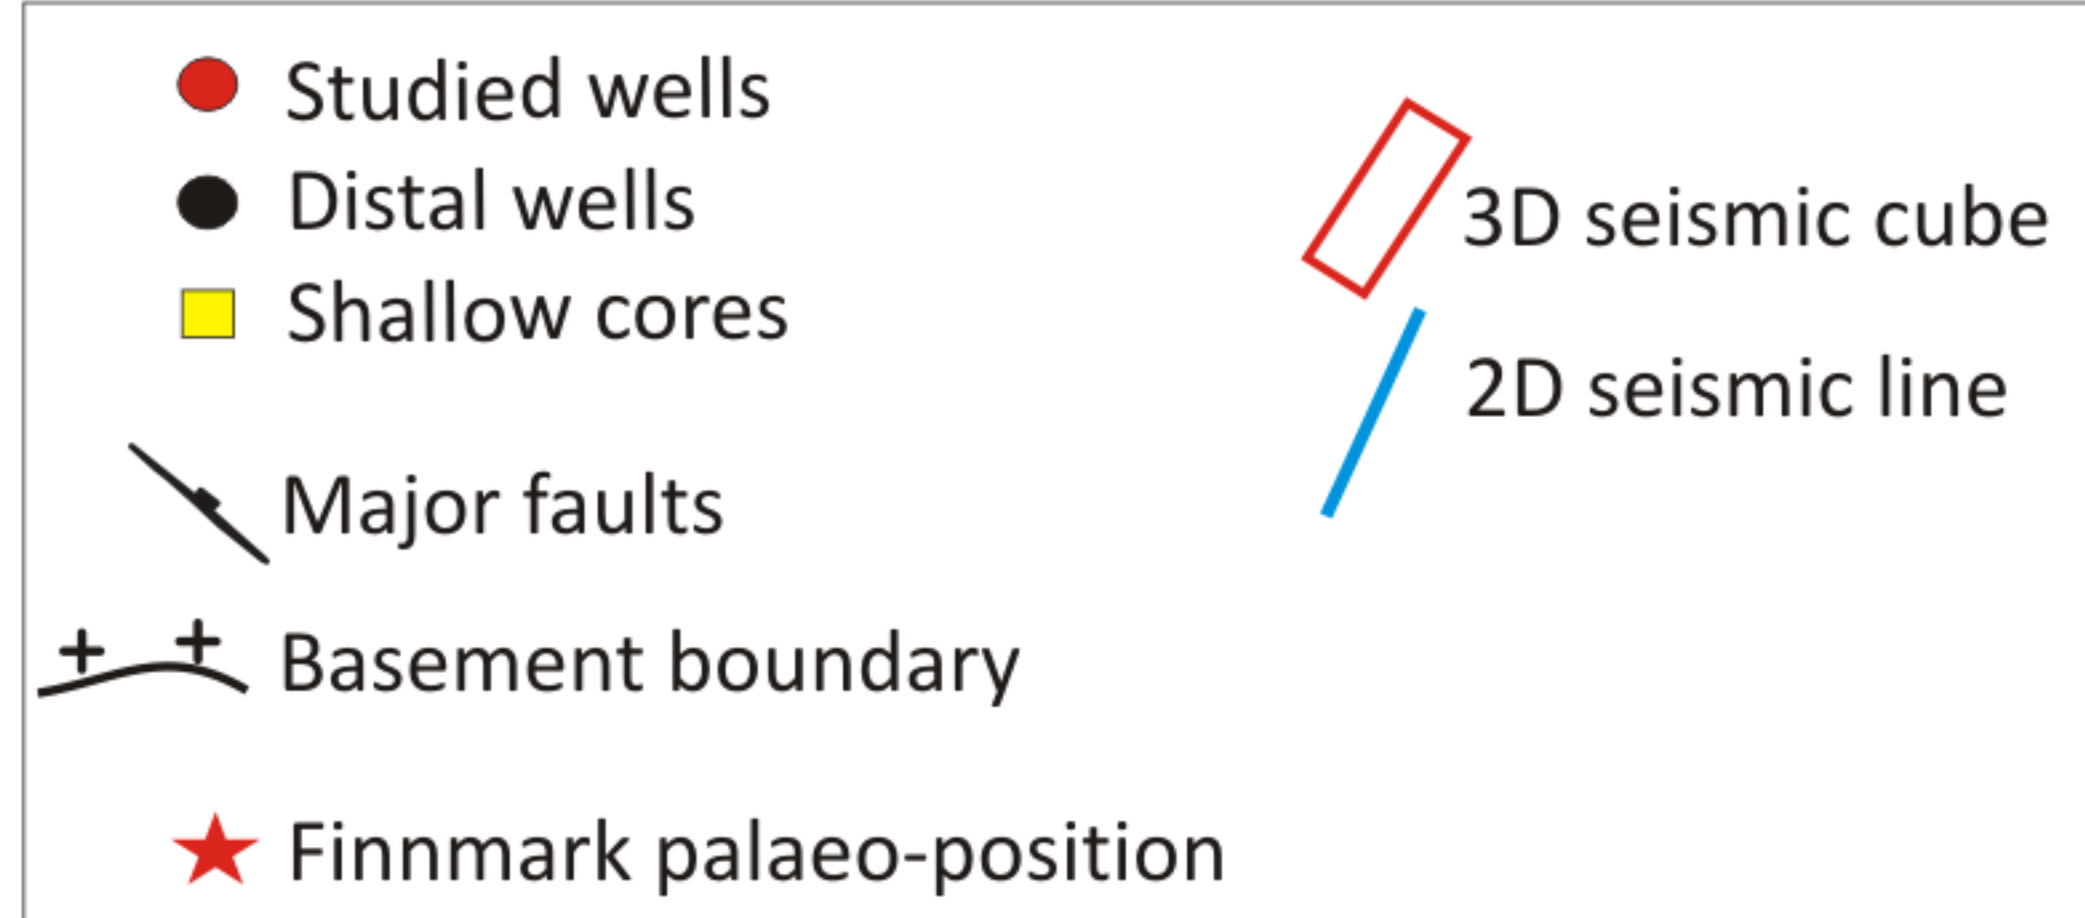 Studied wells
Distal wells
Shallow cores
Major faults
Basement boundary
Finnmark palaeo-position
3D seismic cube
2D seismic line